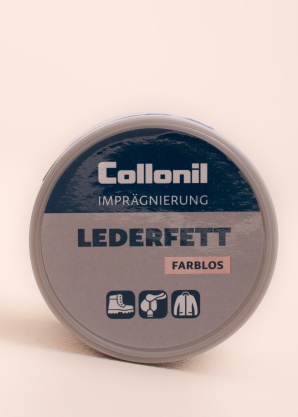 Collonil
IMPRÄGNIERUNG
LEDERFETT
FARBLOS